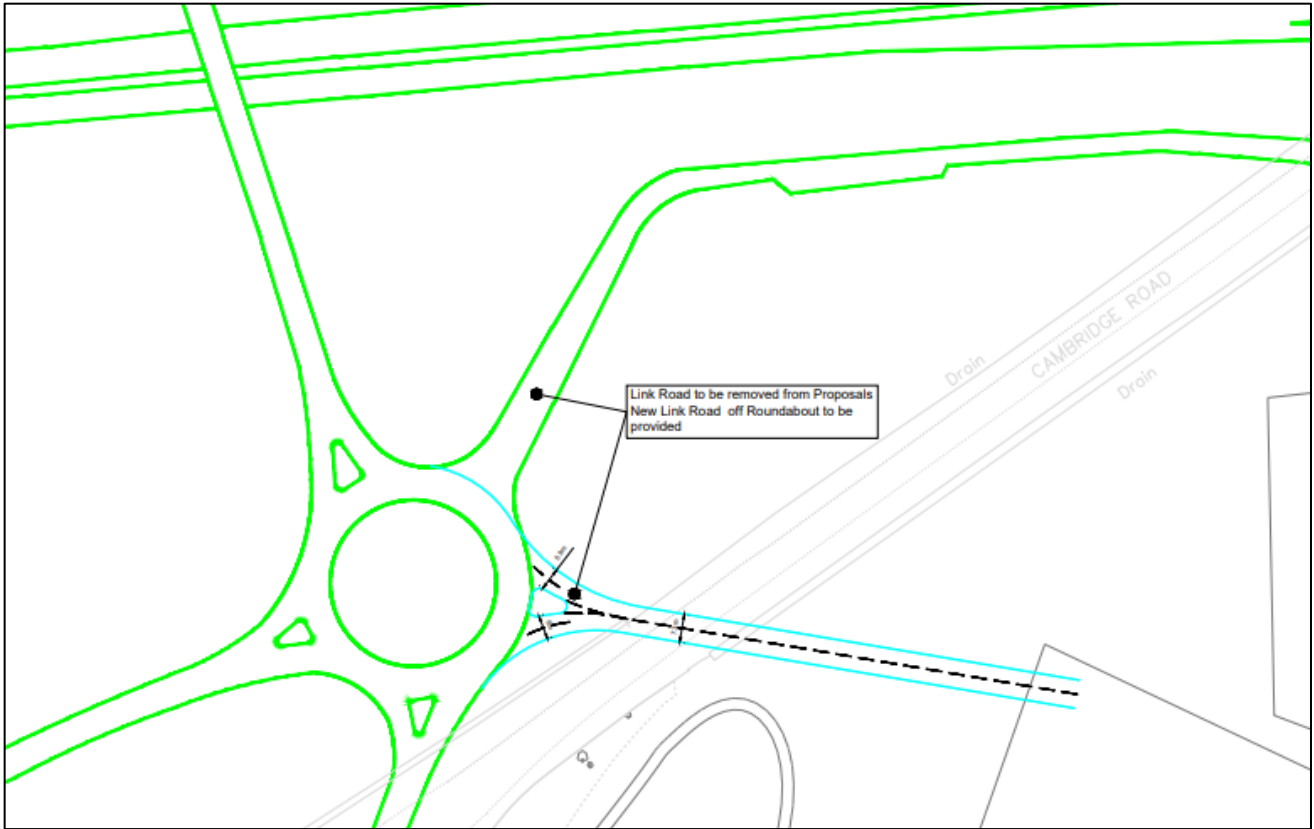 Drain
CAMBRIDGE ROAD
Drain
Link Road to be removed from Proposals
New Link Road off Roundabout to be
provided